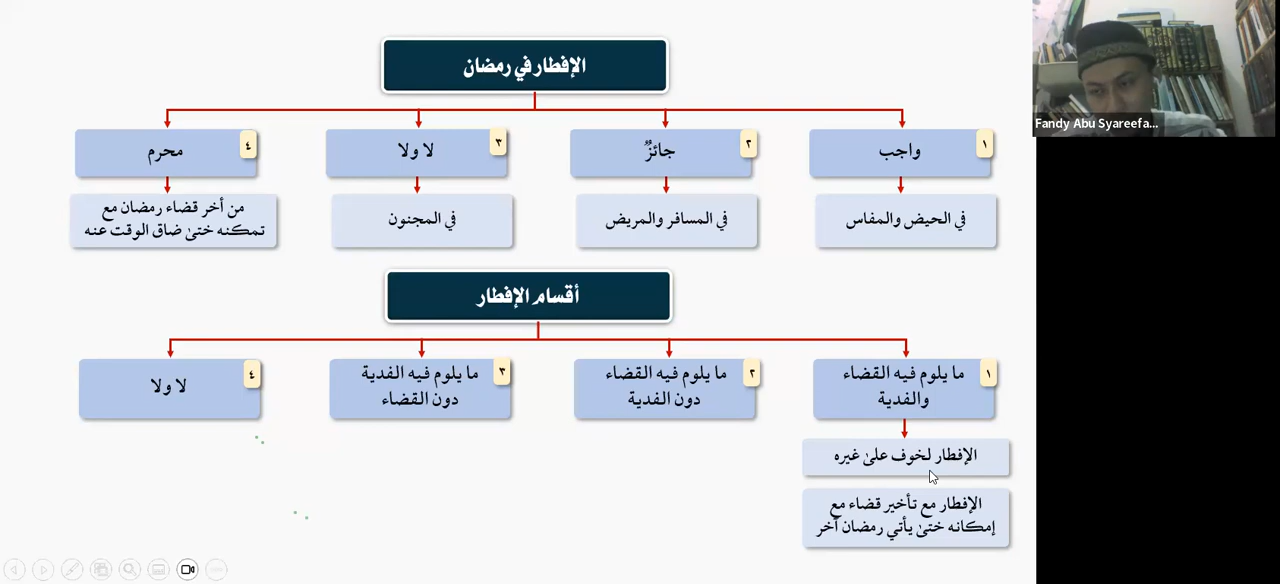 الإفطار في رمضان
١
واجب
٢
جائزٌ
٣
لا ولا
٤
محرم
في الحيض والمفاس
في المسافر والمريض
في المجنون
من أخر قضاء رمضان مع
تمكنه ختىٰ ضاق الوقت عنه
أقسام الإفطار
١
ما يلوم فيه القضاء
والفدية
٢
ما يلوم فيه القضاء
دون الفدية
٣
ما يلوم فيه الفدية
دون القضاء
٤
لا ولا
الإفطار لخوف علىٰ غيره
الإفطار مع تأخير قضاء مع
إمكانه ختىٰ يأتي رمضان آخر
Fandy Abu Syareefa...